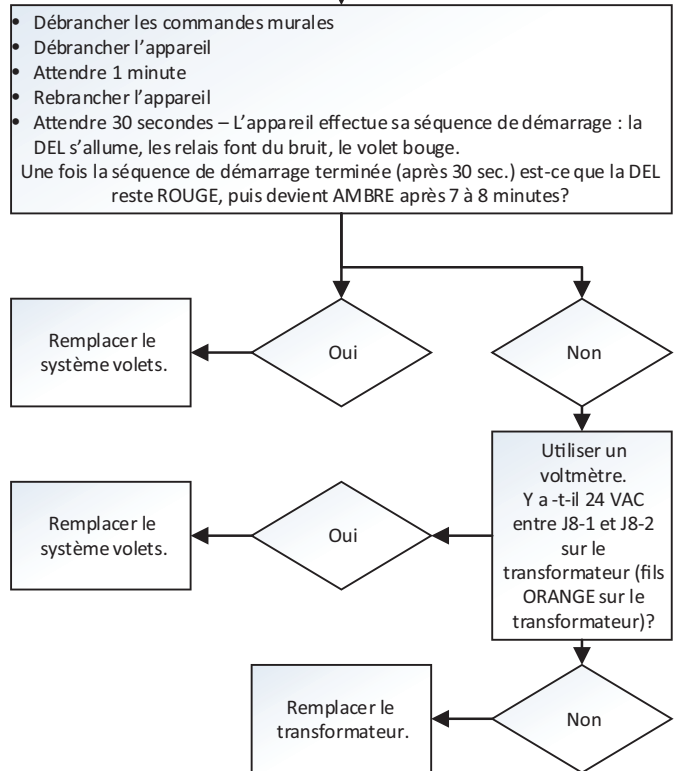 • Débrancher les commandes murales
• Débrancher l’appareil
• Attendre 1 minute
• Rebrancher l’appareil
• Attendre 30 secondes – L’appareil effectue sa séquence de démarrage : la
DEL s’allume, les relais font du bruit, le volet bouge.
Une fois la séquence de démarrage terminée (après 30 sec.) est-ce que la DEL
reste ROUGE, puis devient AMBRE après 7 à 8 minutes?
Remplacer le
système volets.
Oui
Non
Utiliser un
voltmètre.
Y a -t-il 24 VAC
entre J8-1 et J8-2
sur le
transformateur (fils
ORANGE sur le
transformateur)?
Remplacer le
système volets.
Oui
Remplacer le
transformateur.
Non